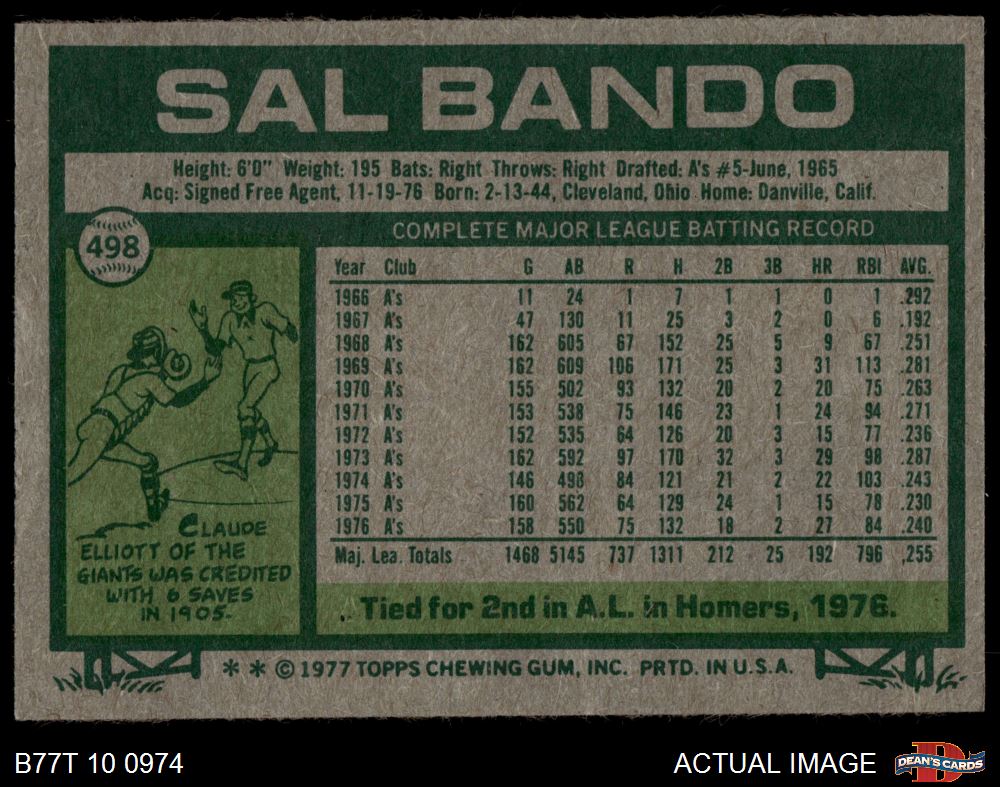 SAL BANDO
Height: 6'0" Weight: 195 Bats: Right Throws: Right Drafted: A's #5-June, 1965
Acq: Signed Free Agent, 11-19-76 Born: 2-13-44, Cleveland, Ohio Home: Danville, Calif.
498
COMPLETE MAJOR LEAGUE BATTING RECORD
Year Club G AB R H 2B 3B HR RBI AVG.
1966 A's 11 24 1 7 1 1 0 1 .292
1967 A's 47 130 11 25 3 2 0 6 .192
1968 A's 162 605 67 152 25 5 9 67 .251
1969 A's 162 609 106 171 25 3 31 113 .281
1970 A's 155 502 93 132 20 2 20 75 .263
1971 A's 153 538 75 146 23 1 24 94 .271
1972 A's 152 535 64 126 20 3 15 77 .236
1973 A's 162 592 97 170 32 3 29 98 .287
1974 A's 146 498 84 121 21 2 22 103 .243
1975 A's 160 562 64 129 24 1 15 78 .230
1976 A's 158 550 75 132 18 2 27 84 .240
Maj. Lea. Totals 1468 5145 737 1311 212 25 192 796 .255
CLAUDE
ELLIOTT OF THE
GIANTS WAS CREDITED
WITH 6 SAVES
IN 1905.
Tied for 2nd in A.L. in Homers, 1976.
* * © 1977 TOPPS CHEWING GUM, INC. PRTD. IN U.S.A.
B77T 10 0974
ACTUAL IMAGE
DEAN'S CARDS